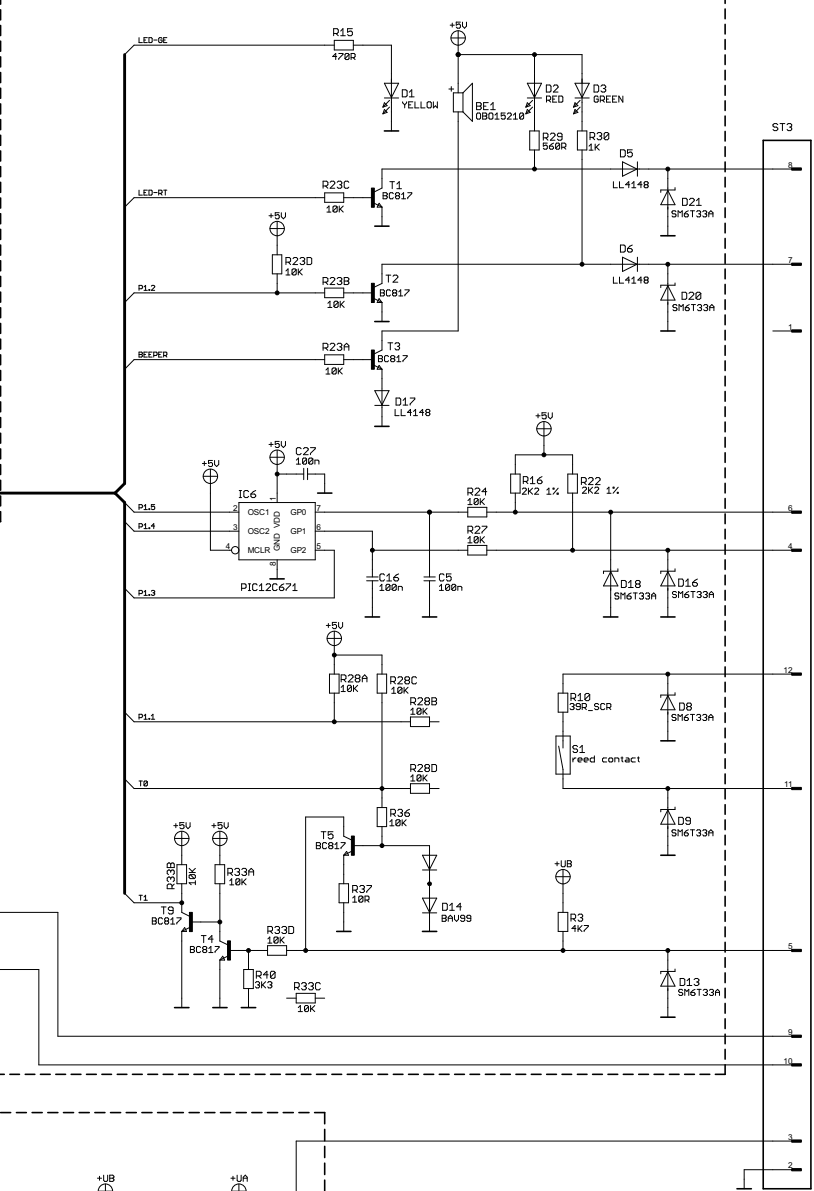 LED-GE
R15
470R
+5V
D1
YELLOW
+
BE1
OBO15210
D2
RED
D3
GREEN
R29
560R
R30
1K
ST3
D5
LL4148
8
LED-RT
R23C
10K
T1
BC817
D21
SM6T33A
+5V
R23D
10K
P1.2
R23B
10K
T2
BC817
D6
LL4148
7
D20
SM6T33A
BEEPER
R23A
10K
T3
BC817
1
D17
LL4148
+5V
+5V
+5V
C27
100n
R16
2K2 1%
R22
2K2 1%
IC6
P1.5
2
OSC1
VDD
1
GP0
7
R24
10K
6
P1.4
3
OSC2
GP1
6
R27
10K
4
4
MCLR
GND
8
GP2
5
PIC12C671
P1.3
C16
100n
C5
100n
D18
SM6T33A
D16
SM6T33A
+5V
R28A
10K
R28C
10K
12
P1.1
R28B
10K
R10
39R_SCR
D8
SM6T33A
S1
reed contact
T0
R28D
10K
11
R36
10K
D9
SM6T33A
+5V
+5V
T5
BC817
R33B
10K
R33A
10K
R37
10R
D14
BAV99
+UB
R3
4K7
T1
T9
BC817
T4
BC817
R33D
10K
5
R40
3K3
R33C
10K
D13
SM6T33A
9
10
3
2
+UB
+UA